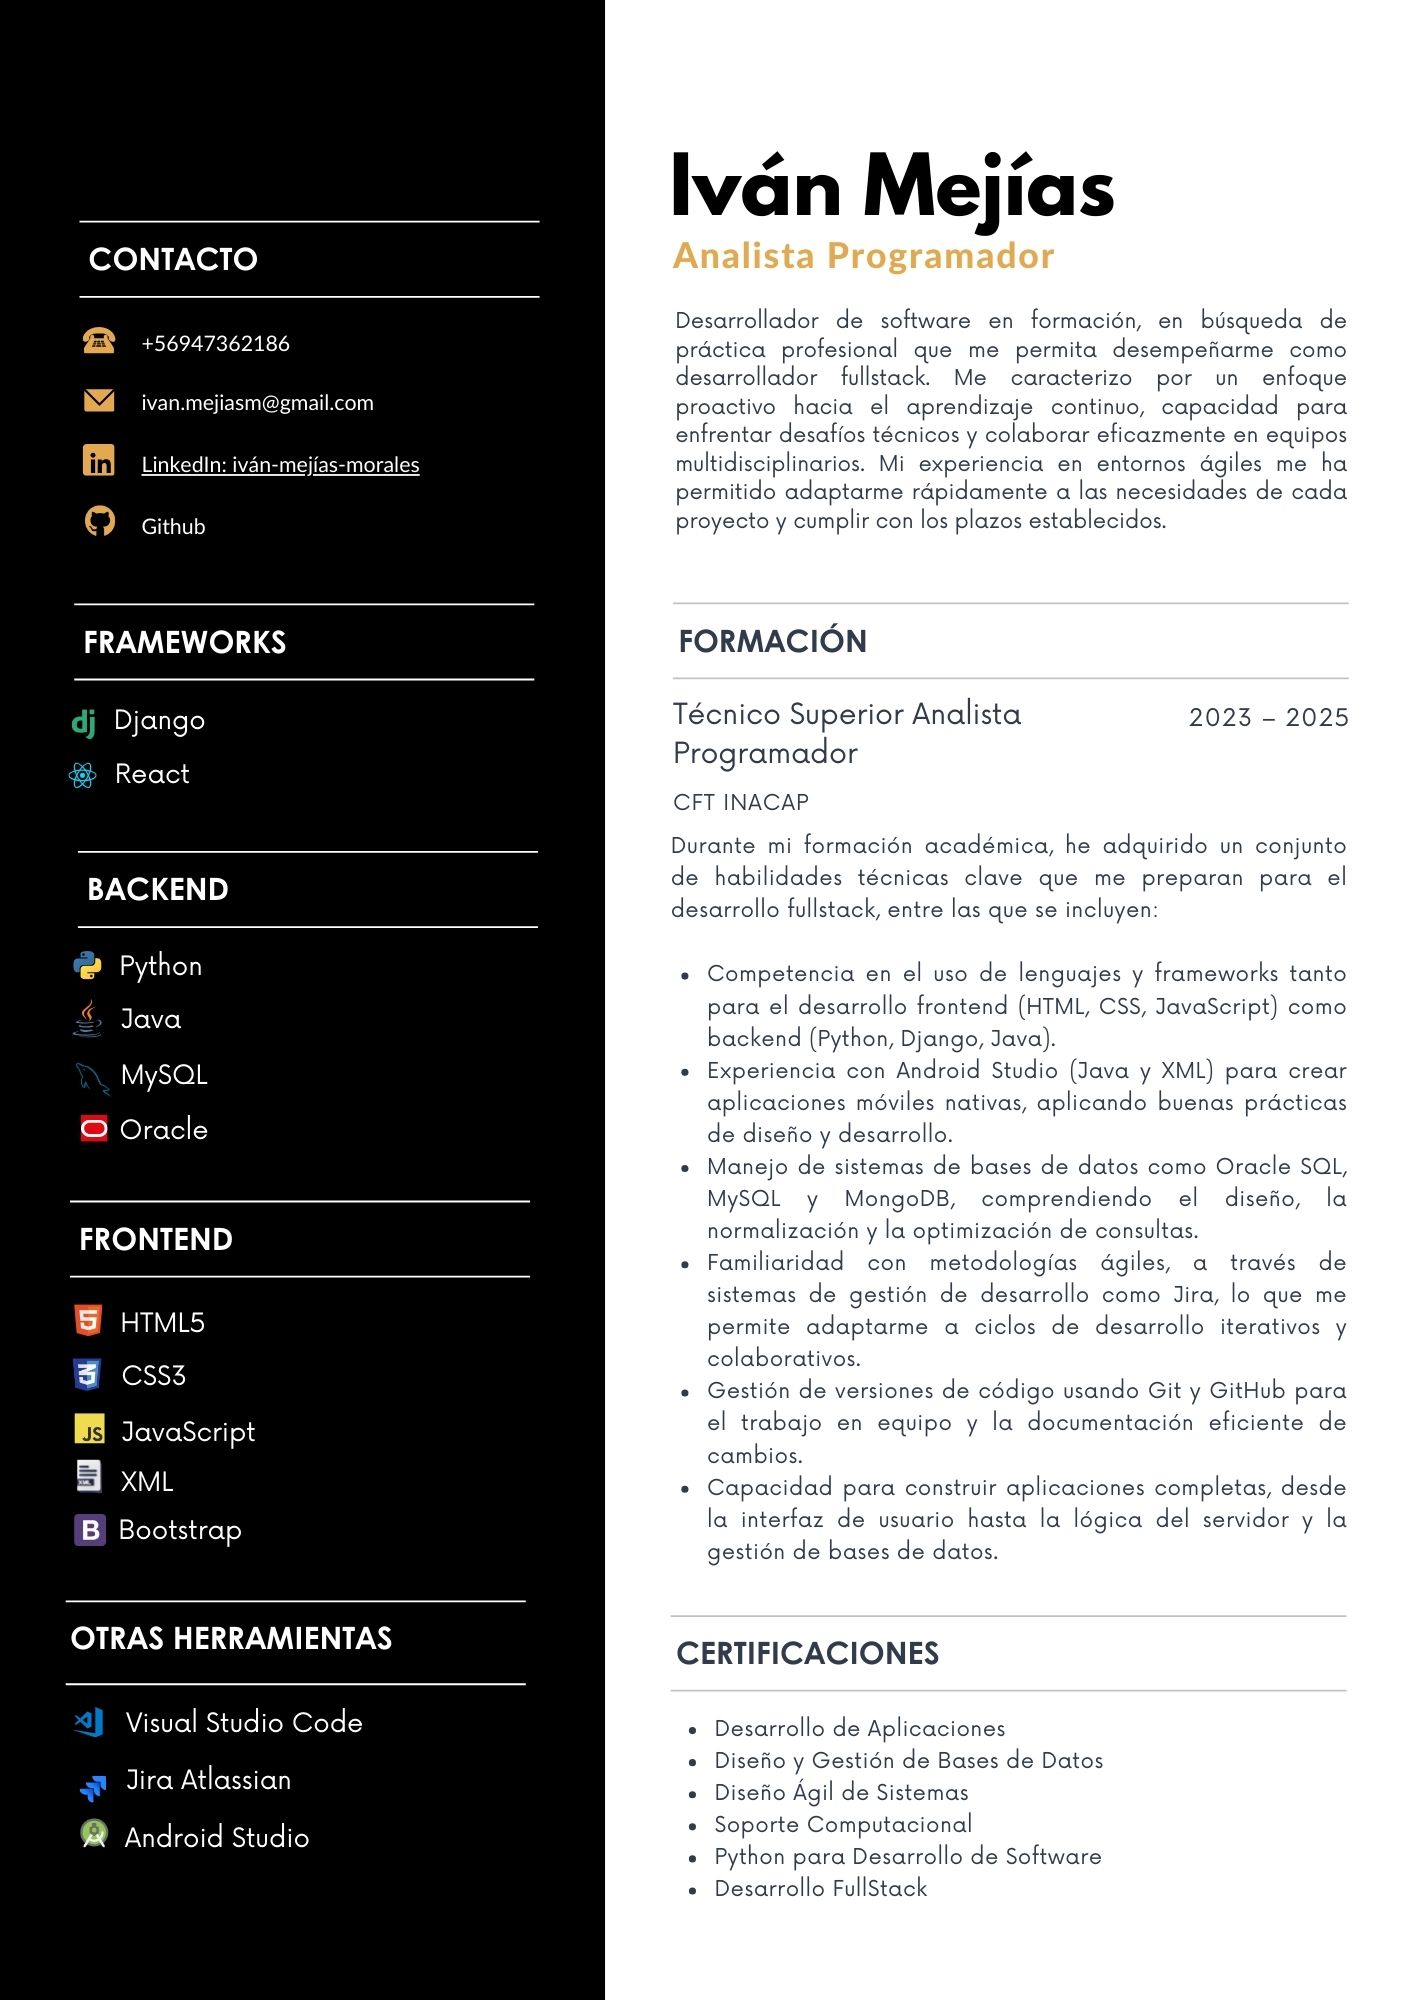 CONTACTO
+56947362186
ivan.mejiasm@gmail.com
LinkedIn: iván-mejías-morales
Github
FRAMEWORKS
Django
React
BACKEND
Python
Java
MySQL
Oracle
FRONTEND
HTML5
CSS3
JavaScript
XML
Bootstrap
OTRAS HERRAMIENTAS
Visual Studio Code
Jira Atlassian
Android Studio
Iván Mejías
Analista Programador
Desarrollador de software en formación, en búsqueda de
práctica profesional que me permita desempeñarme como
desarrollador fullstack. Me caracterizo por un enfoque
proactivo hacia el aprendizaje continuo, capacidad para
enfrentar desafíos técnicos y colaborar eficazmente en equipos
multidisciplinarios. Mi experiencia en entornos ágiles me ha
permitido adaptarme rápidamente a las necesidades de cada
proyecto y cumplir con los plazos establecidos.
FORMACIÓN
Técnico Superior Analista
Programador
2023 – 2025
CFT INACAP
Durante mi formación académica, he adquirido un conjunto
de habilidades técnicas clave que me preparan para el
desarrollo fullstack, entre las que se incluyen:
• Competencia en el uso de lenguajes y frameworks tanto
para el desarrollo frontend (HTML, CSS, JavaScript) como
backend (Python, Django, Java).
• Experiencia con Android Studio (Java y XML) para crear
aplicaciones móviles nativas, aplicando buenas prácticas
de diseño y desarrollo.
• Manejo de sistemas de bases de datos como Oracle SQL,
MySQL y MongoDB, comprendiendo el diseño, la
normalización y la optimización de consultas.
• Familiaridad con metodologías ágiles, a través de
sistemas de gestión de desarrollo como Jira, lo que me
permite adaptarme a ciclos de desarrollo iterativos y
colaborativos.
• Gestión de versiones de código usando Git y GitHub para
el trabajo en equipo y la documentación eficiente de
cambios.
• Capacidad para construir aplicaciones completas, desde
la interfaz de usuario hasta la lógica del servidor y la
gestión de bases de datos.
CERTIFICACIONES
• Desarrollo de Aplicaciones
• Diseño y Gestión de Bases de Datos
• Diseño Ágil de Sistemas
• Soporte Computacional
• Python para Desarrollo de Software
• Desarrollo FullStack